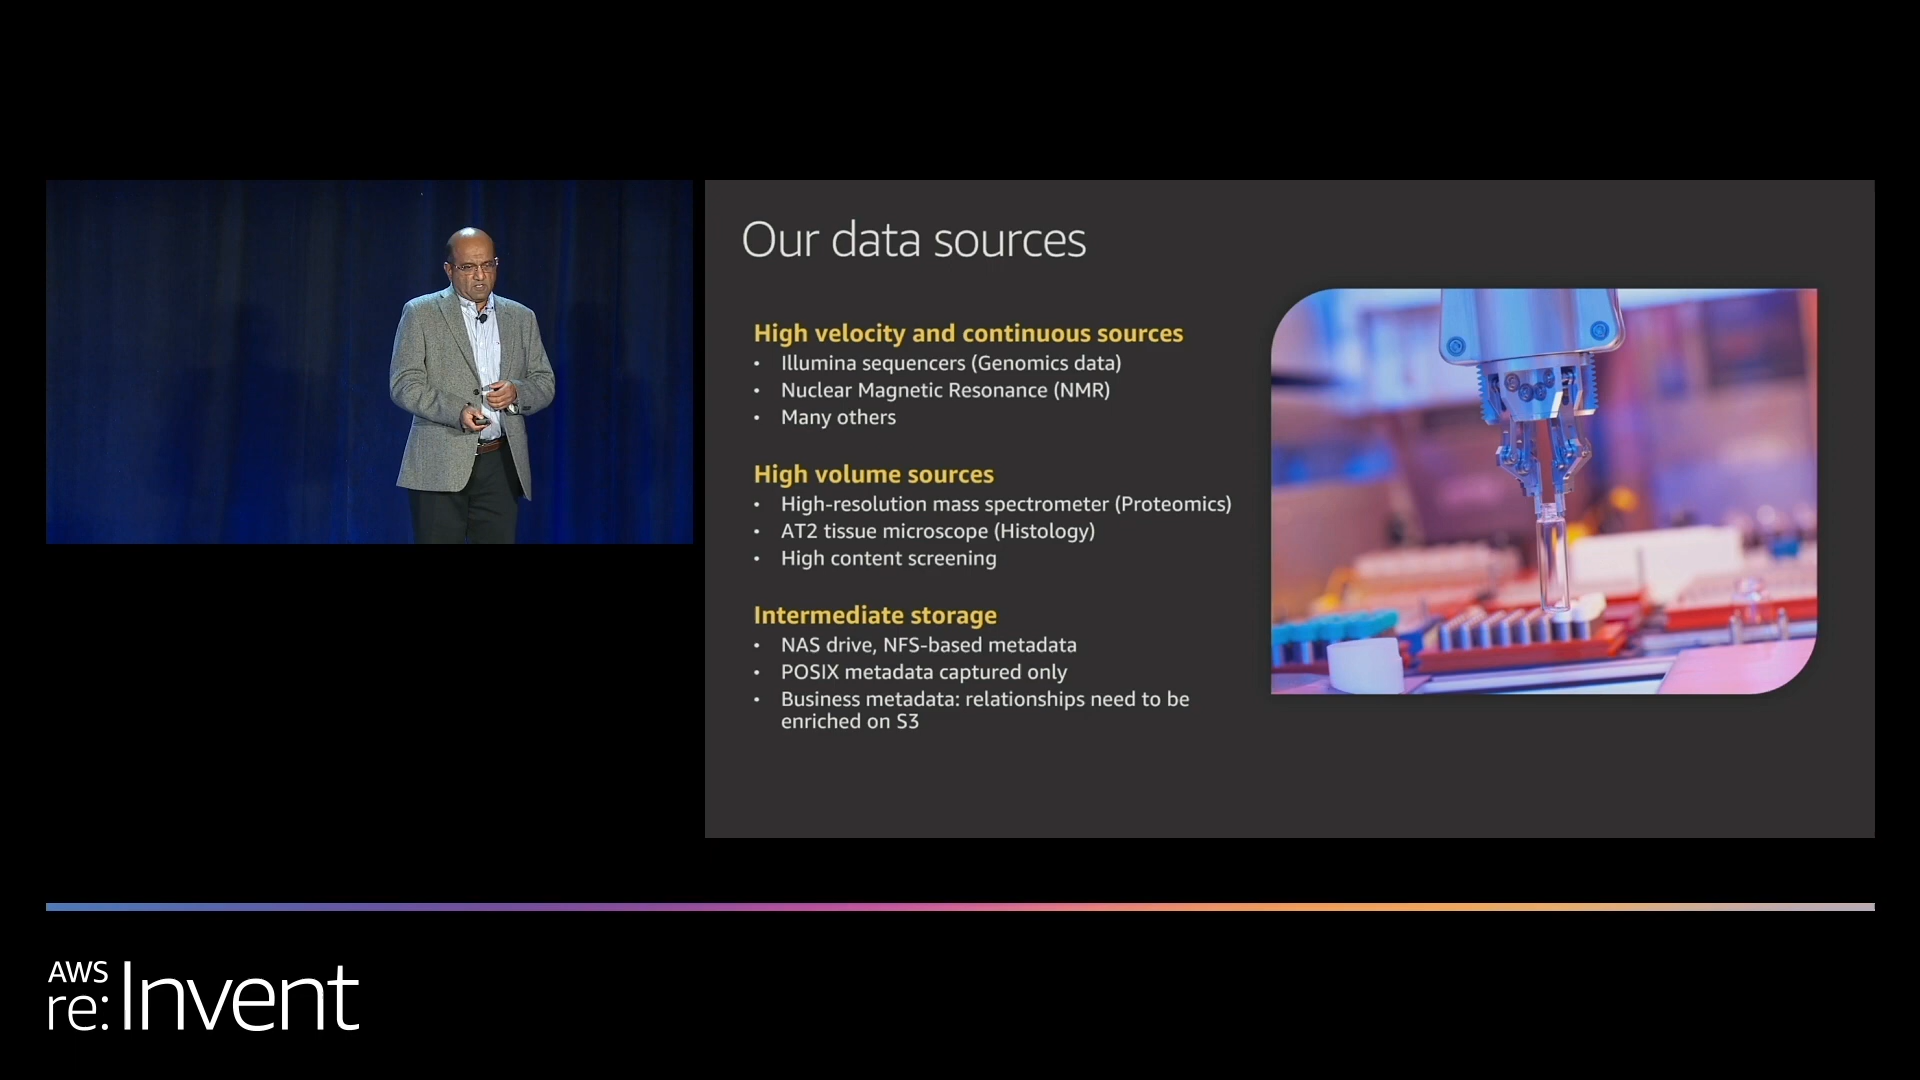 Our data sources
High velocity and continuous sources
• Illumina sequencers (Genomics data)
• Nuclear Magnetic Resonance (NMR)
• Many others
High volume sources
• High-resolution mass spectrometer (Proteomics)
• AT2 tissue microscope (Histology)
• High content screening
Intermediate storage
• NAS drive, NFS-based metadata
• POSIX metadata captured only
• Business metadata: relationships need to be
enriched on S3
AWS
re:Invent